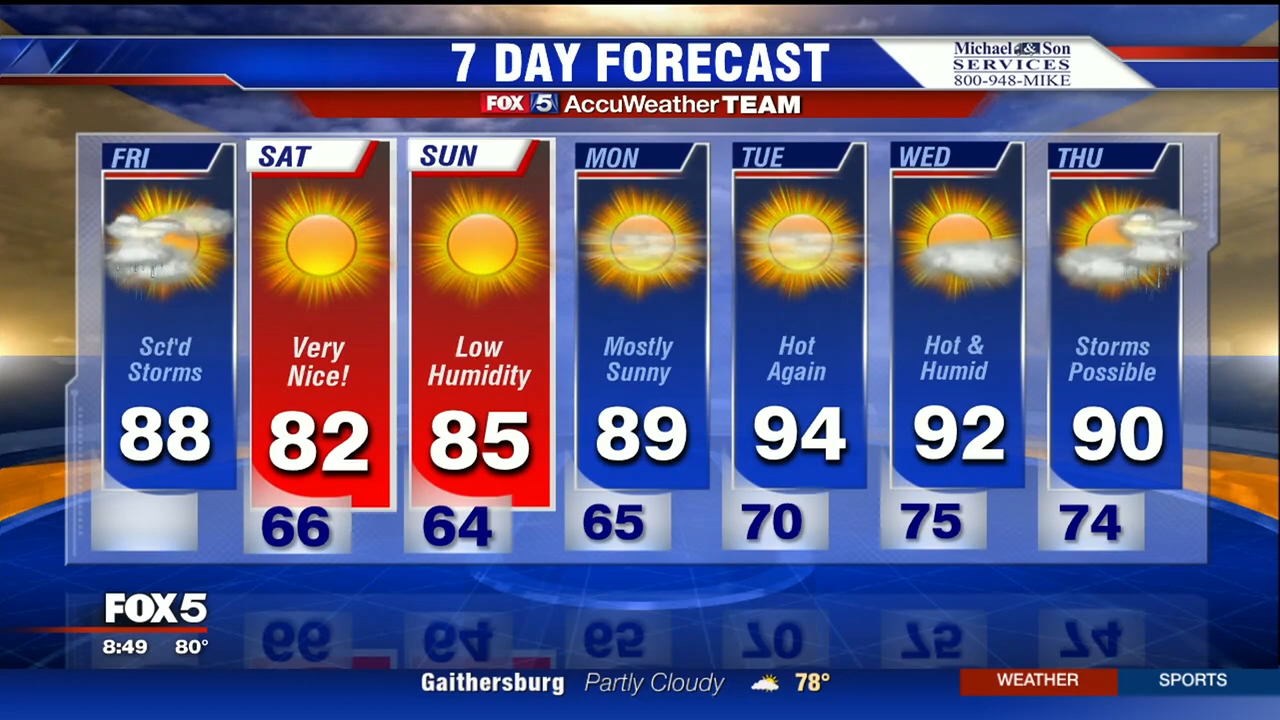 7 DAY FORECAST
Michael & Son
SERVICES
800-948-MIKE
FOX 5 AccuWeather TEAM
FRI
Sct'd
Storms
88
SAT
Very
Nice!
82
66
SUN
Low
Humidity
85
64
MON
Mostly
Sunny
89
65
TUE
Hot
Again
94
70
WED
Hot &
Humid
92
75
THU
Storms
Possible
90
74
FOX 5
8:49 80°
Gaithersburg Partly Cloudy 78°
WEATHER SPORTS